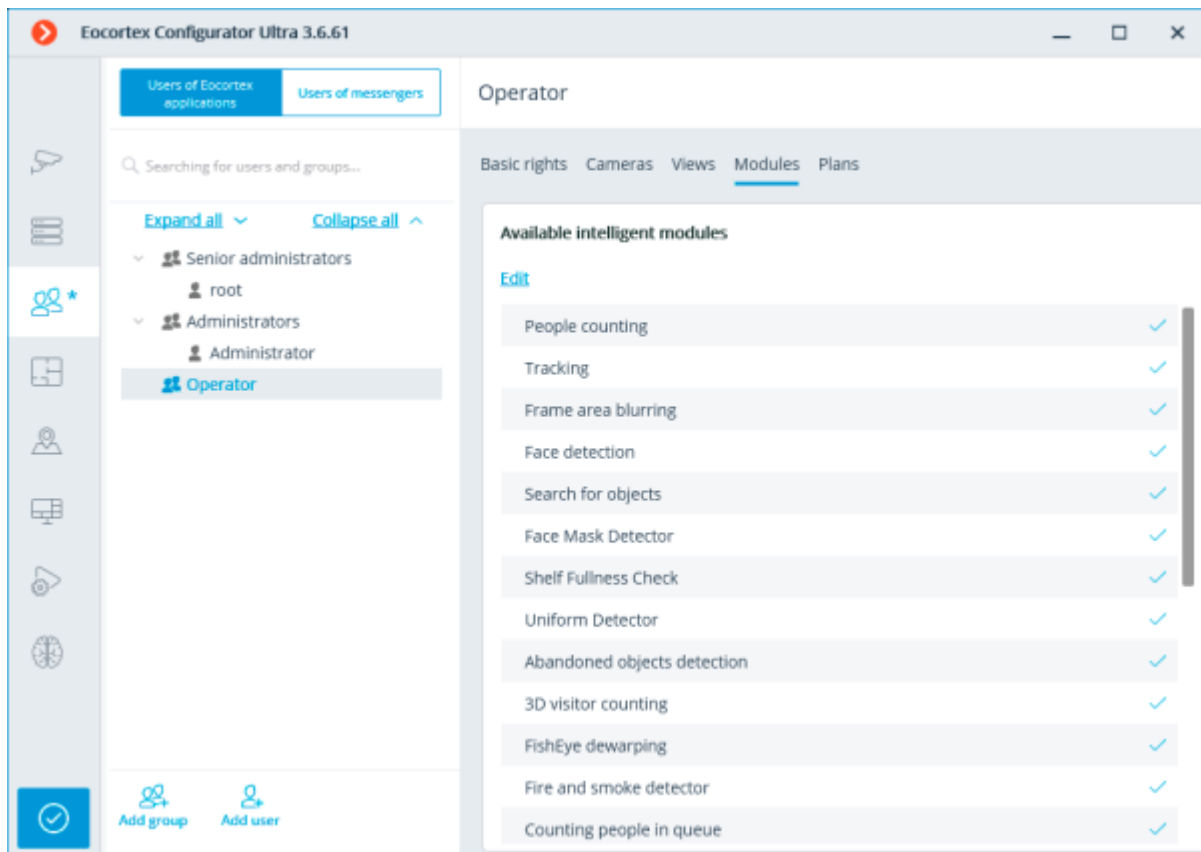 Eocortex Configurator Ultra 3.6.61
Users of Eocortex
applications
Users of messengers
Searching for users and groups...
Expand all
Collapse all
Senior administrators
root
Administrators
Administrator
Operator
Add group
Add user
Operator
Basic rights Cameras Views Modules Plans
Available intelligent modules
Edit
People counting
Tracking
Frame area blurring
Face detection
Search for objects
Face Mask Detector
Shelf Fullness Check
Uniform Detector
Abandoned objects detection
3D visitor counting
FishEye dewarping
Fire and smoke detector
Counting people in queue